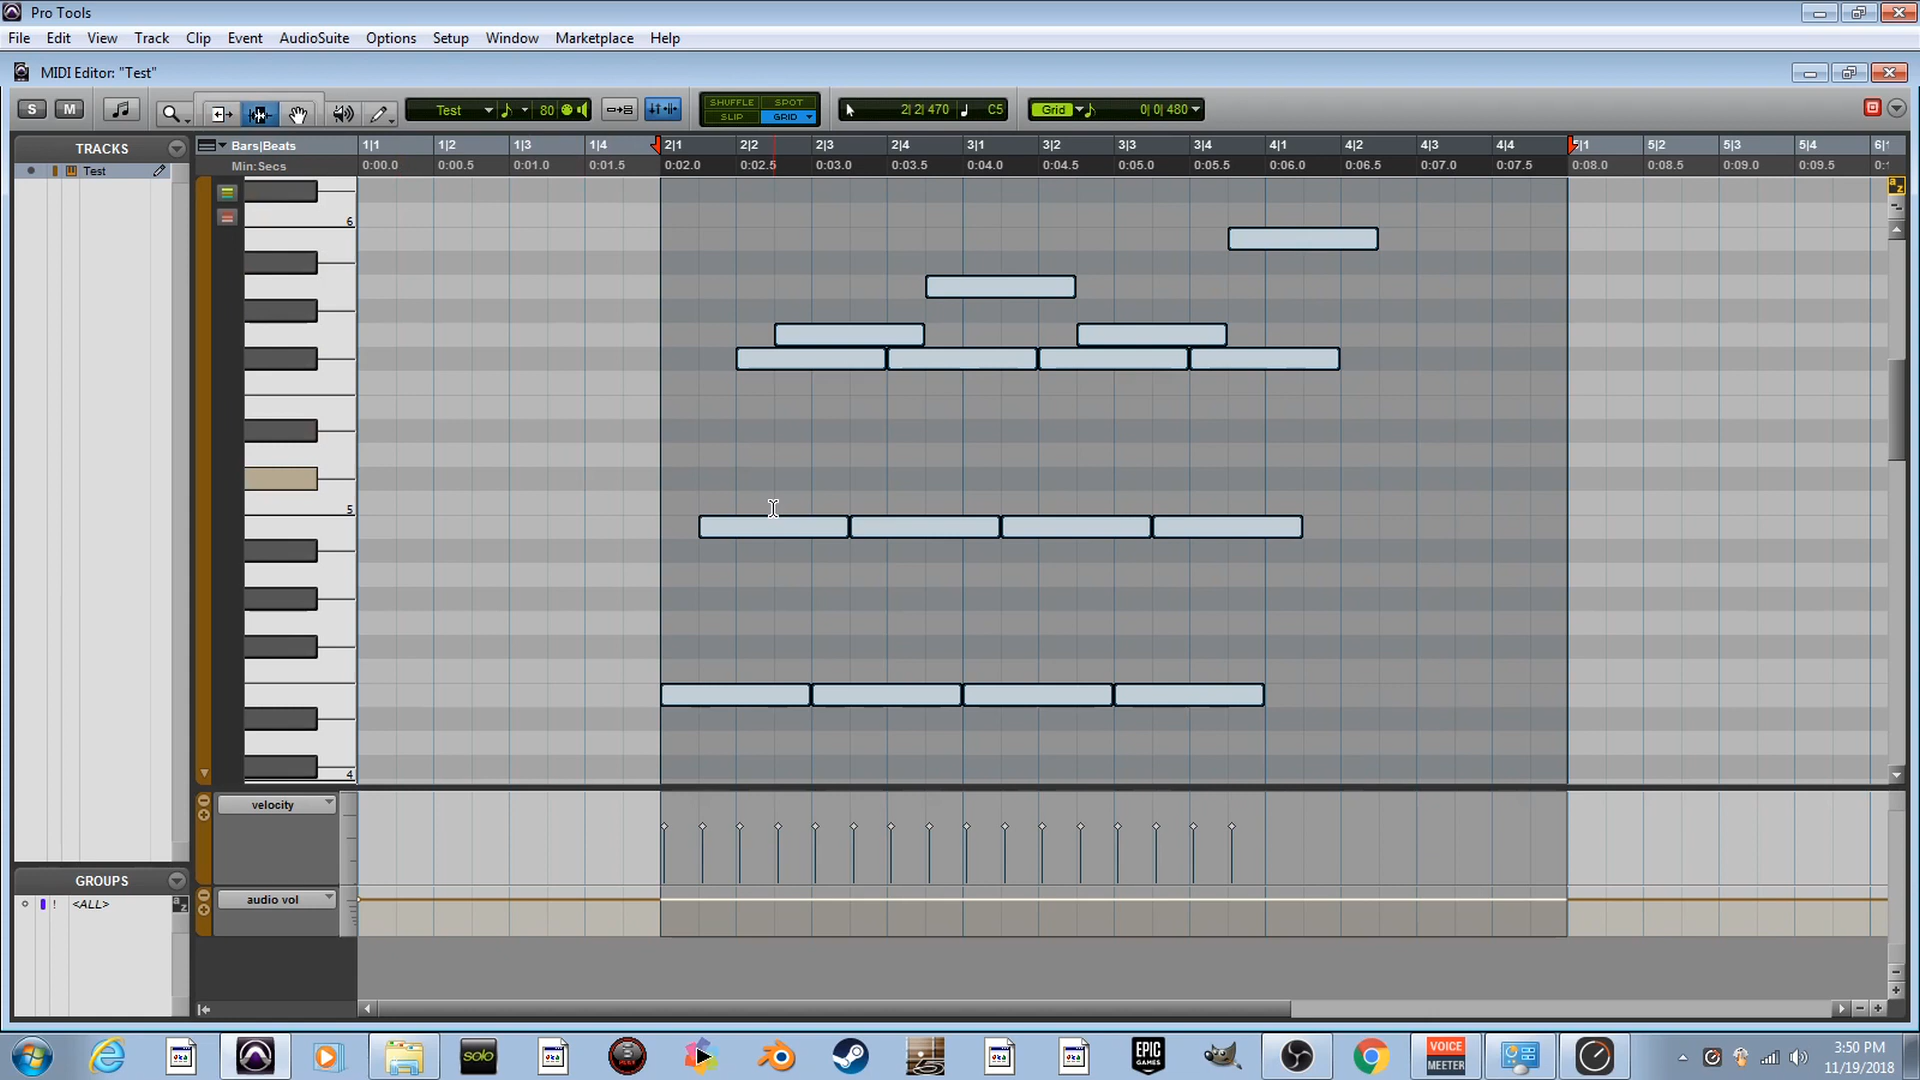 Pro Tools
File Edit View Track Clip Event AudioSuite Options Setup Window Marketplace Help
MIDI Editor: "Test"
S M Test 80 SHUFFLE SPOT SLIP GRID 2| 2| 470 C5 Grid 0| 0| 480
TRACKS
Test
Bars|Beats 1|1 1|2 1|3 1|4 2|1 2|2 2|3 2|4 3|1 3|2 3|3 3|4 4|1 4|2 4|3 4|4 5|1 5|2 5|3 5|4 6|
Min:Secs 0:00.0 0:00.5 0:01.0 0:01.5 0:02.0 0:02.5 0:03.0 0:03.5 0:04.0 0:04.5 0:05.0 0:05.5 0:06.0 0:06.5 0:07.0 0:07.5 0:08.0 0:08.5 0:09.0 0:09.5 0:
a z
6
5
4
velocity
GROUPS
! <ALL> a z
audio vol
solo
EPIC GAMES
VOICE MEETER
3:50 PM
11/19/2018